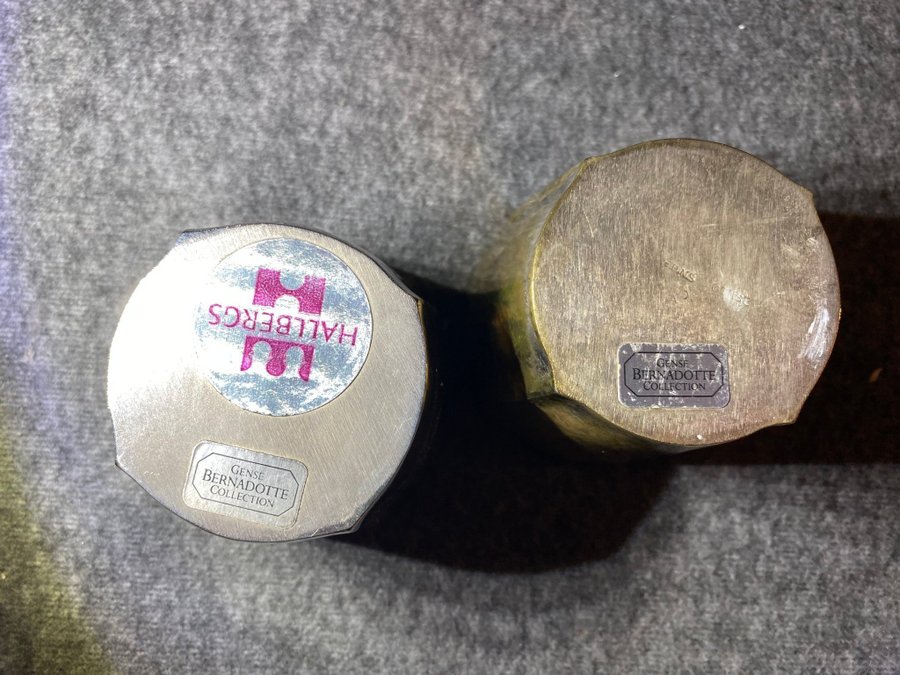 HALLBERGS
GENSE
BERNADOTTE
COLLECTION
GENSE
BERNADOTTE
COLLECTION